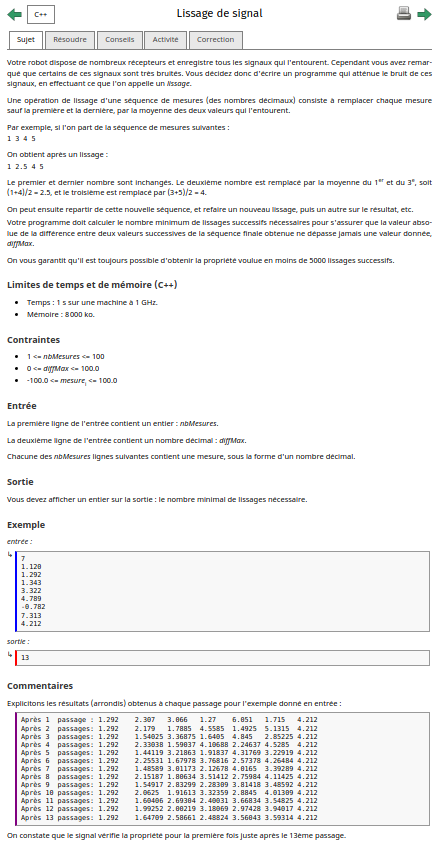 C++
Lissage de signal
Sujet Résoudre Conseils Activité Correction
Votre robot dispose de nombreux récepteurs et enregistre tous les signaux qui l'entourent. Cependant vous avez remar-
qué que certains de ces signaux sont très bruités. Vous décidez donc d'écrire un programme qui atténue le bruit de ces
signaux, en effectuant ce que l'on appelle un lissage.
Une opération de lissage d'une séquence de mesures (des nombres décimaux) consiste à remplacer chaque mesure
sauf la première et la dernière, par la moyenne des deux valeurs qui l'entourent.
Par exemple, si l'on part de la séquence de mesures suivantes :
1 3 4 5
On obtient après un lissage :
1 2.5 4 5
Le premier et dernier nombre sont inchangés. Le deuxième nombre est remplacé par la moyenne du 1er et du 3e, soit
(1+4)/2 = 2.5, et le troisième est remplacé par (3+5)/2 = 4.
On peut ensuite repartir de cette nouvelle séquence, et refaire un nouveau lissage, puis un autre sur le résultat, etc.
Votre programme doit calculer le nombre minimum de lissages successifs nécessaires pour s'assurer que la valeur abso-
lue de la différence entre deux valeurs successives de la séquence finale obtenue ne dépasse jamais une valeur donnée,
diffMax.
On vous garantit qu'il est toujours possible d'obtenir la propriété voulue en moins de 5000 lissages successifs.
Limites de temps et de mémoire (C++)
Temps : 1 s sur une machine à 1 GHz.
Mémoire : 8 000 ko.
Contraintes
1 <= nbMesures <= 100
0 <= diffMax <= 100.0
-100.0 <= mesurei <= 100.0
Entrée
La première ligne de l'entrée contient un entier : nbMesures.
La deuxième ligne de l'entrée contient un nombre décimal : diffMax.
Chacune des nbMesures lignes suivantes contient une mesure, sous la forme d'un nombre décimal.
Sortie
Vous devez afficher un entier sur la sortie : le nombre minimal de lissages nécessaire.
Exemple
entrée :
7
1.120
1.292
1.343
3.322
4.789
-0.782
7.313
4.212
sortie :
13
Commentaires
Explicitons les résultats (arrondis) obtenus à chaque passage pour l'exemple donné en entrée :
Après 1 passage : 1.292 2.307 3.066 1.27 6.051 1.715 4.212
Après 2 passages: 1.292 2.179 1.7885 4.5585 1.4925 5.1315 4.212
Après 3 passages: 1.292 1.54025 3.36875 1.6405 4.845 2.85225 4.212
Après 4 passages: 1.292 2.33038 1.59037 4.10688 2.24637 4.5285 4.212
Après 5 passages: 1.292 1.44119 3.21863 1.91837 4.31769 3.22919 4.212
Après 6 passages: 1.292 2.25531 1.67978 3.76816 2.57378 4.26484 4.212
Après 7 passages: 1.292 1.48589 3.01173 2.12678 4.0165 3.39289 4.212
Après 8 passages: 1.292 2.15187 1.80634 3.51412 2.75984 4.11425 4.212
Après 9 passages: 1.292 1.54917 2.83299 2.28309 3.81418 3.48592 4.212
Après 10 passages: 1.292 2.0625 1.91613 3.32359 2.8845 4.01309 4.212
Après 11 passages: 1.292 1.60406 2.69304 2.40031 3.66834 3.54825 4.212
Après 12 passages: 1.292 1.99252 2.00219 3.18069 2.97428 3.94017 4.212
Après 13 passages: 1.292 1.64709 2.58661 2.48824 3.56043 3.59314 4.212
On constate que le signal vérifie la propriété pour la première fois juste après le 13ème passage.